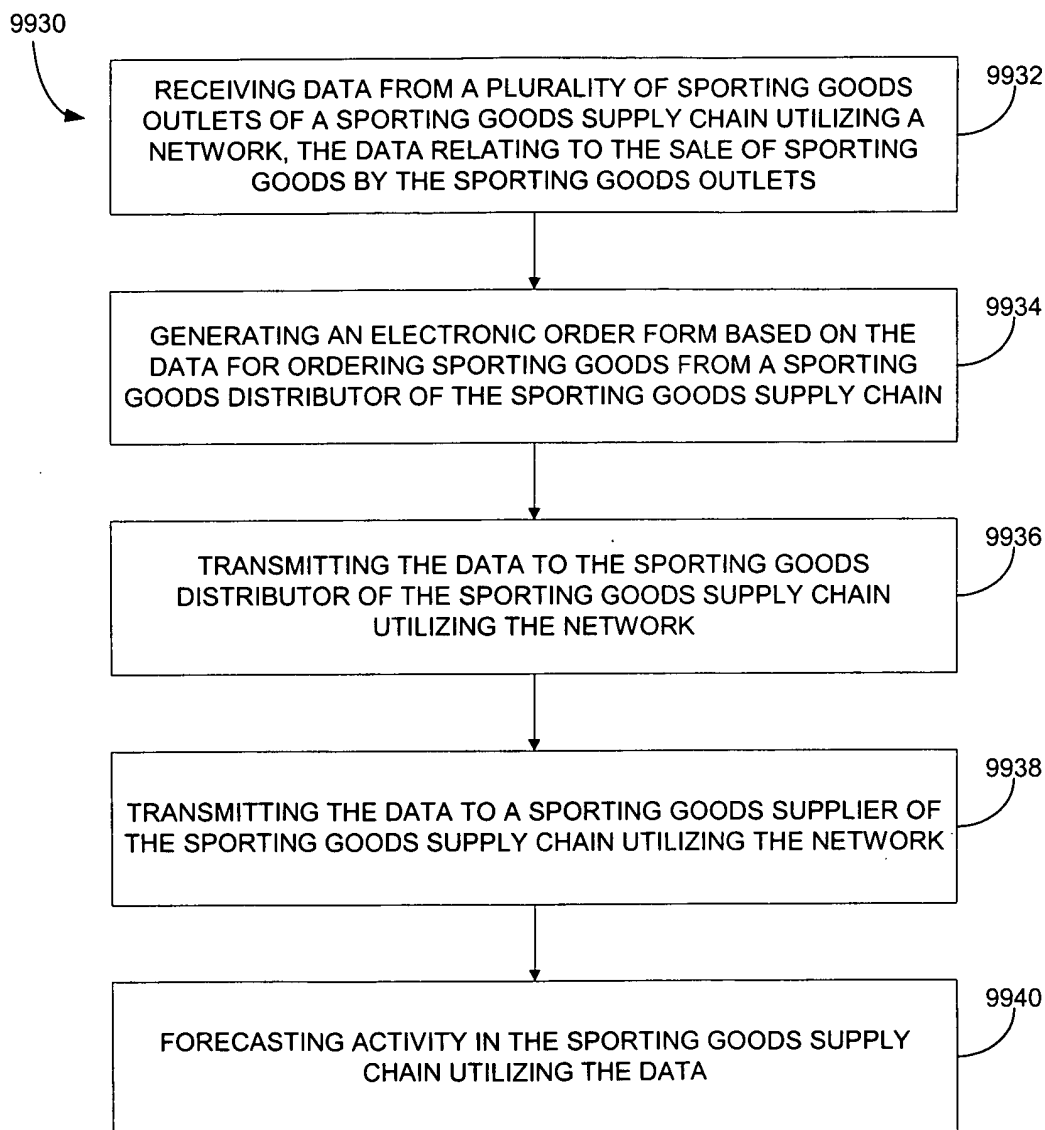 9930
9932
RECEIVING DATA FROM A PLURALITY OF SPORTING GOODS
OUTLETS OF A SPORTING GOODS SUPPLY CHAIN UTILIZING A
NETWORK, THE DATA RELATING TO THE SALE OF SPORTING
GOODS BY THE SPORTING GOODS OUTLETS
9934
GENERATING AN ELECTRONIC ORDER FORM BASED ON THE
DATA FOR ORDERING SPORTING GOODS FROM A SPORTING
GOODS DISTRIBUTOR OF THE SPORTING GOODS SUPPLY CHAIN
9936
TRANSMITTING THE DATA TO THE SPORTING GOODS
DISTRIBUTOR OF THE SPORTING GOODS SUPPLY CHAIN
UTILIZING THE NETWORK
9938
TRANSMITTING THE DATA TO A SPORTING GOODS SUPPLIER OF
THE SPORTING GOODS SUPPLY CHAIN UTILIZING THE NETWORK
9940
FORECASTING ACTIVITY IN THE SPORTING GOODS SUPPLY
CHAIN UTILIZING THE DATA